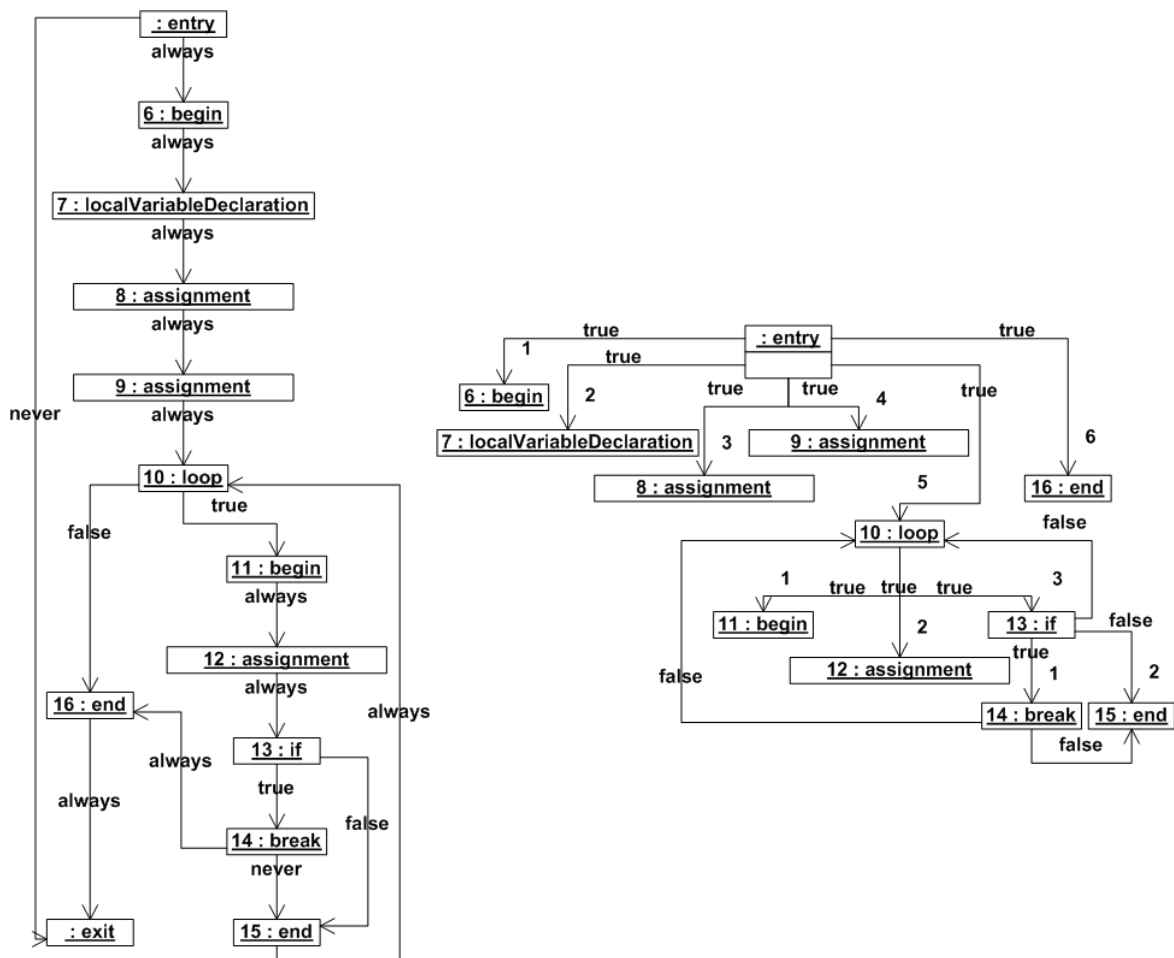 : entry
always
6 : begin
always
7 : localVariableDeclaration
always
8 : assignment
always
9 : assignment
never
always
10 : loop
true
false
11 : begin
always
12 : assignment
always
16 : end
always
13 : if
always
true
always
false
14 : break
never
: exit
15 : end
true
: entry
true
1
true
6 : begin
2
true
true
4
true
7 : localVariableDeclaration
3
9 : assignment
6
8 : assignment
5
16 : end
10 : loop
false
1
true
true
true
3
11 : begin
2
13 : if
false
true
12 : assignment
false
1
2
14 : break
15 : end
false